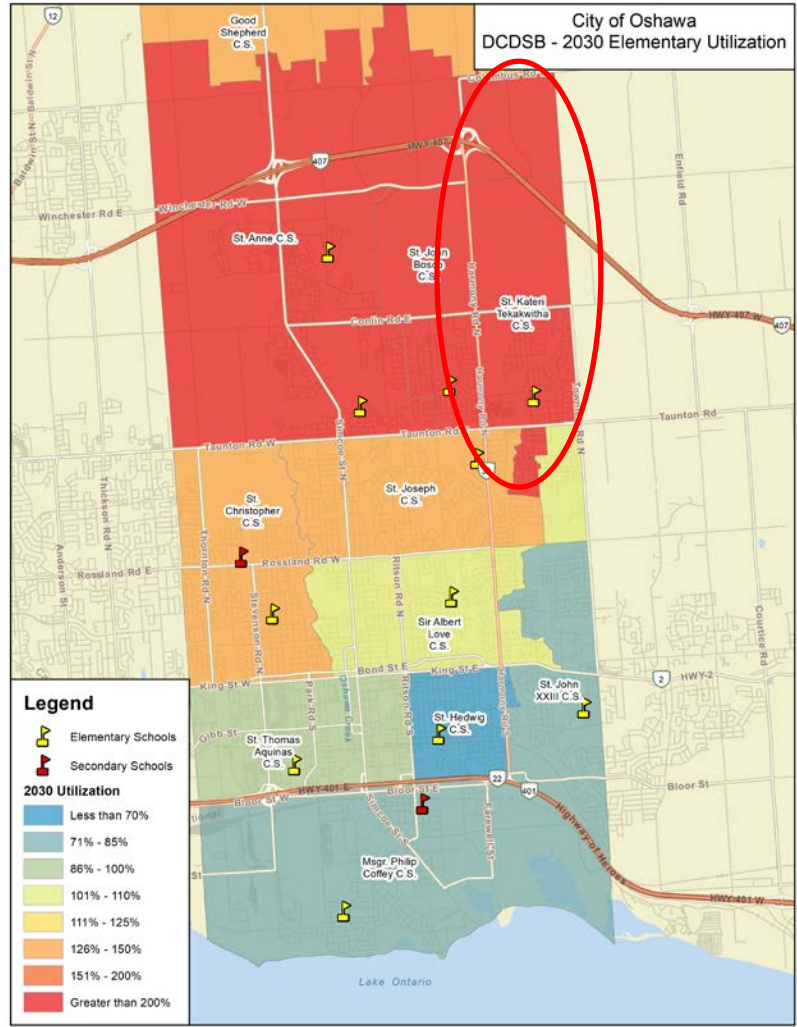 City of Oshawa
DCDSB - 2030 Elementary Utilization
12
Baldwin St N
Baldwin St N
Good
Shepherd
C.S.
HWY-407
407
Winchester Rd E
Winchester Rd W
Enfield Rd
St. Anne C.S.
St. John
Bosco
C.S.
Harmony Rd N
St. Kateri
Tekakwitha
C.S.
Conlin Rd E
HWY-407 W
407
Harmony Rd N
Simcoe St N
Taunton Rd W
Taunton Rd E
Taunton Rd
St.
Christopher
C.S.
St. Joseph
C.S.
Thickson Rd N
Anderson St
Thornton Rd N
Rossland Rd E
Rossland Rd W
Stevenson Rd N
Ritson Rd N
Sir Albert
Love
C.S.
Courtice Rd
Bond St E
King St W
King St E
HWY-2
2
Park Rd S
Oshawa Creek
Ritson Rd S
Harmony Rd S
St. John
XXIII C.S.
St. Hedwig
C.S.
Gibb St
St. Thomas
Aquinas
C.S.
HWY-401 E
Bloor St W
Bloor St E
Bloor St
22
401
Simcoe St S
Farewell St
Highway of Heroes
HWY-401 W
Msgr. Philip
Coffey C.S.
Lake Ontario
Legend
Elementary Schools
Secondary Schools
2030 Utilization
Less than 70%
71% - 85%
86% - 100%
101% - 110%
111% - 125%
126% - 150%
151% - 200%
Greater than 200%